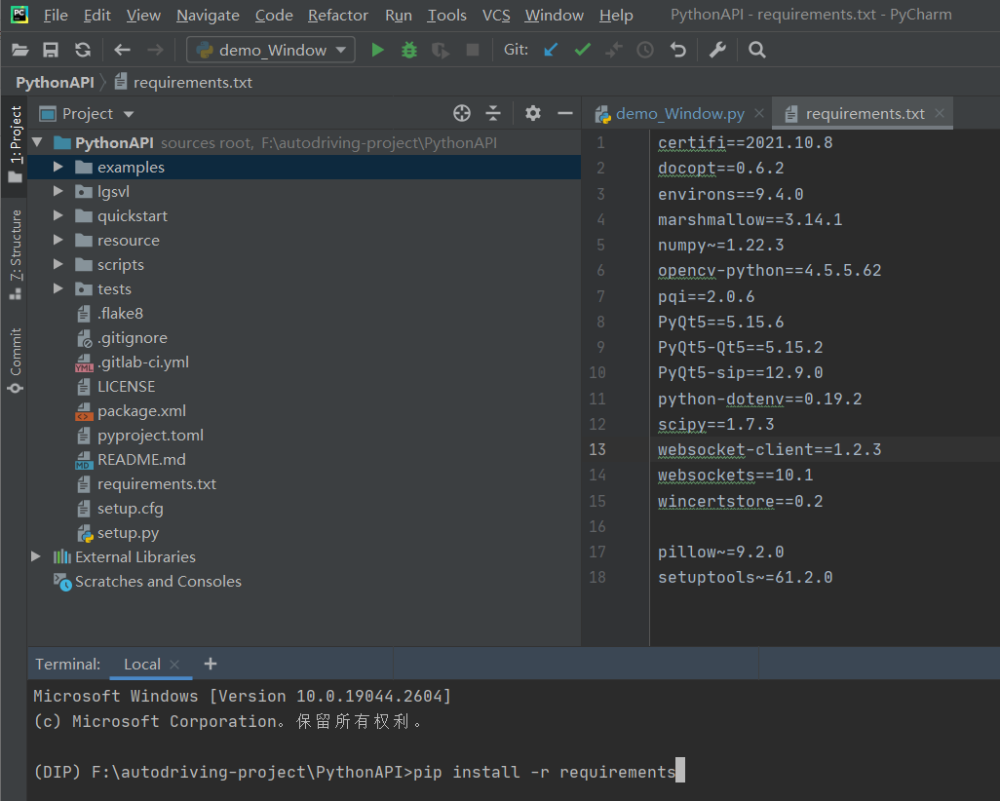 File Edit View Navigate Code Refactor Run Tools VCS Window Help PythonAPI - requirements.txt - PyCharm
demo_Window Git:
PythonAPI requirements.txt
1: Project
7: Structure
Commit
Project
PythonAPI sources root, F:\autodriving-project\PythonAPI
examples
lgsvl
quickstart
resource
scripts
tests
.flake8
.gitignore
.gitlab-ci.yml
LICENSE
package.xml
pyproject.toml
README.md
requirements.txt
setup.cfg
setup.py
External Libraries
Scratches and Consoles
demo_Window.py requirements.txt
1 certifi==2021.10.8
2 docopt==0.6.2
3 environs==9.4.0
4 marshmallow==3.14.1
5 numpy~=1.22.3
6 opencv-python==4.5.5.62
7 pqi==2.0.6
8 PyQt5==5.15.6
9 PyQt5-Qt5==5.15.2
10 PyQt5-sip==12.9.0
11 python-dotenv==0.19.2
12 scipy==1.7.3
13 websocket-client==1.2.3
14 websockets==10.1
15 wincertstore==0.2
16
17 pillow~=9.2.0
18 setuptools~=61.2.0
Terminal: Local +
Microsoft Windows [Version 10.0.19044.2604]
(c) Microsoft Corporation。保留所有权利。
(DIP) F:\autodriving-project\PythonAPI>pip install -r requirements